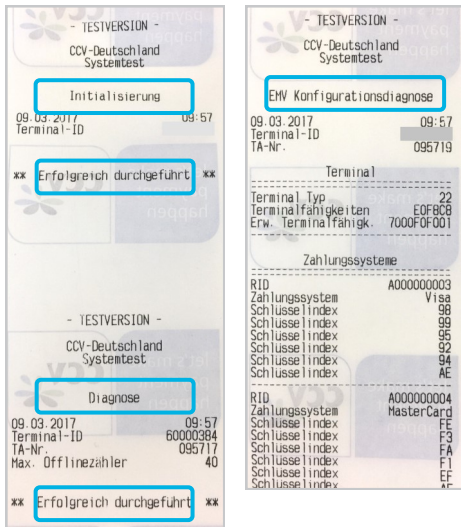 - TESTVERSION -
CCV-Deutschland
Systemtest
Initialisierung
09.03.2017 09:57
Terminal-ID
** Erfolgreich durchgeführt **
- TESTVERSION -
CCV-Deutschland
Systemtest
Diagnose
09.03.2017 09:57
Terminal-ID 60000384
TA-Nr. 095717
Max. Offlinezähler 40
** Erfolgreich durchgeführt **
- TESTVERSION -
CCV-Deutschland
Systemtest
EMV Konfigurationsdiagnose
09.03.2017 09:57
Terminal-ID
TA-Nr. 095719
Terminal
Terminal Typ 22
Terminalfähigkeiten E0F8C8
Erw. Terminalfähigk. 7000F0F001
Zahlungssysteme
RID A000000003
Zahlungssystem Visa
Schlüsselindex 98
Schlüsselindex 99
Schlüsselindex 95
Schlüsselindex 92
Schlüsselindex 94
Schlüsselindex AE
RID A000000004
Zahlungssystem MasterCard
Schlüsselindex FE
Schlüsselindex F3
Schlüsselindex FA
Schlüsselindex F1
Schlüsselindex EF
Schlüsselindex